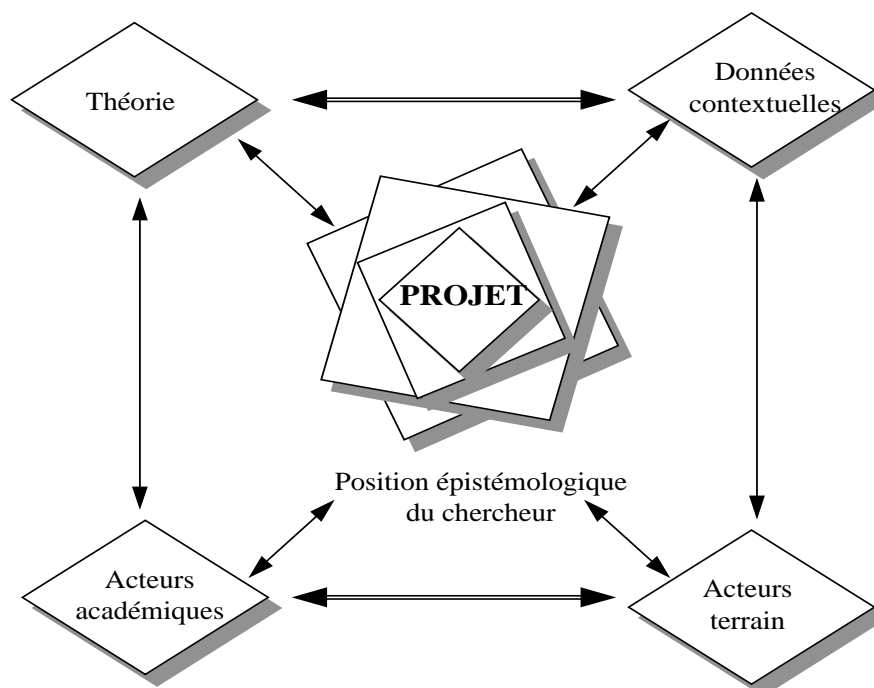 Théorie
Données
contextuelles
PROJET
Position épistémologique
du chercheur
Acteurs
académiques
Acteurs
terrain